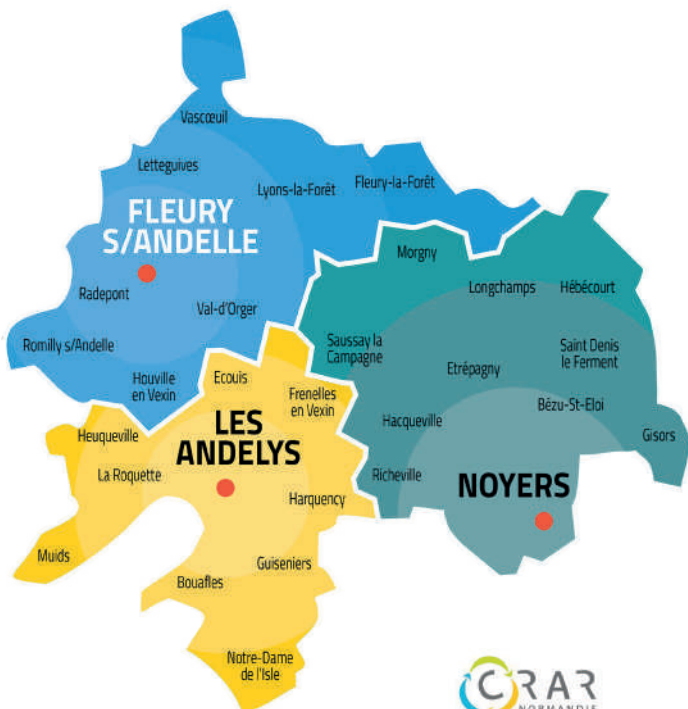 Vascœuil
Letteguives
Lyons-la-Forêt
Fleury-la-Forêt
FLEURY
S/ANDELLE
Radepont
Val-d'Orger
Romilly s/Andelle
Houville
en Vexin
Morgny
Longchamps
Hébécourt
Saussay la
Campagne
Etrépagny
Saint Denis
le Ferment
Hacqueville
Bézu-St-Eloi
Gisors
Richeville
NOYERS
Ecouis
Frenelles
en Vexin
Heuqueville
LES
ANDELYS
La Roquette
Harquency
Muids
Bouafles
Guiseniers
Notre-Dame
de l'Isle
CRAR
NORMANDIE